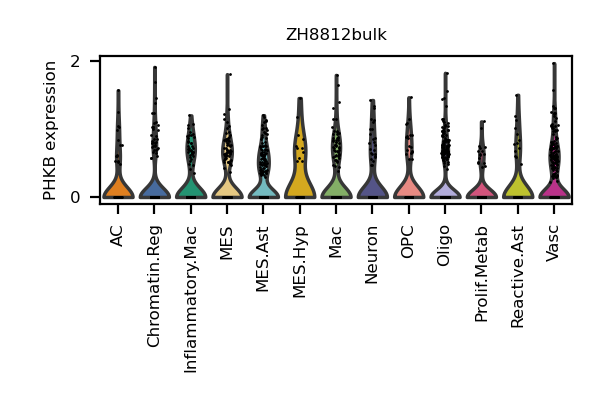 ZH8812bulk
PHKB expression
2
0
AC
Chromatin.Reg
Inflammatory.Mac
MES
MES.Ast
MES.Hyp
Mac
Neuron
OPC
Oligo
Prolif.Metab
Reactive.Ast
Vasc